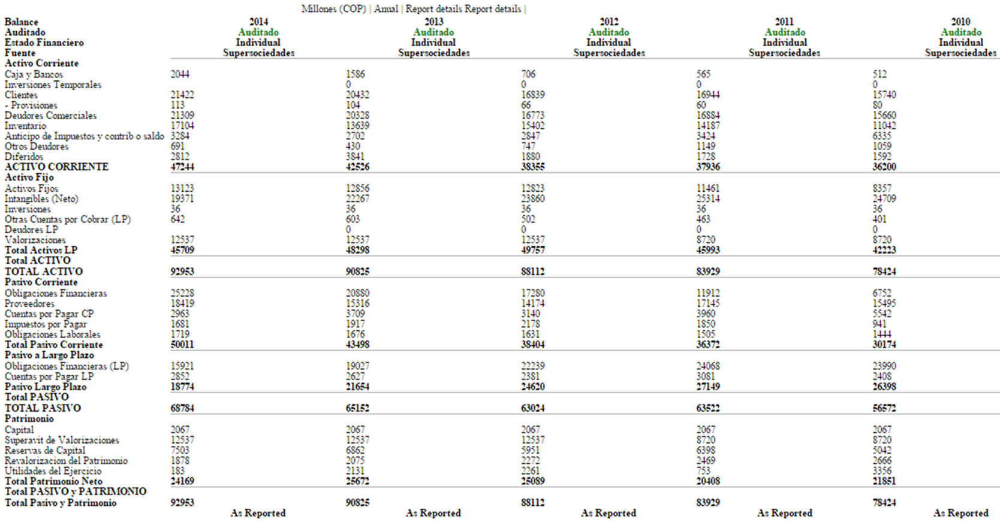 Millones (COP) | Anual | Report details Report details |
Balance 2014 2013 2012 2011 2010
Auditado Auditado Auditado Auditado Auditado Auditado
Estado Financiero Individual Individual Individual Individual Individual
Fuente Supersociedades Supersociedades Supersociedades Supersociedades Supersociedades
Activo Corriente
Caja y Bancos 2044 1586 706 565 512
Inversiones Temporales 0 0 0 0
Clientes 21422 20432 16839 16944 15740
- Provisiones 113 104 66 60 80
Deudores Comerciales 21309 20328 16773 16884 15660
Inventario 17104 13639 15402 14187 11042
Anticipo de Impuestos y contrib o saldo 3284 2702 2847 3424 6335
Otros Deudores 691 430 747 1149 1059
Diferidos 2812 3841 1880 1728 1592
ACTIVO CORRIENTE 47244 42526 38355 37936 36200
Activo Fijo
Activos Fijos 13123 12856 12823 11461 8357
Intangibles (Neto) 19371 22267 23860 25314 24709
Inversiones 36 36 36 36 36
Otras Cuentas por Cobrar (LP) 642 603 502 463 401
Deudores LP 0 0 0 0
Valorizaciones 12537 12537 12537 8720 8720
Total Activos LP 45709 48298 49757 45993 42223
Total ACTIVO
TOTAL ACTIVO 92953 90825 88112 83929 78424
Pasivo Corriente
Obligaciones Financieras 25228 20880 17280 11912 6752
Proveedores 18419 15316 14174 17145 15495
Cuentas por Pagar CP 2963 3709 3140 3960 5542
Impuestos por Pagar 1681 1917 2178 1850 941
Obligaciones Laborales 1719 1676 1631 1505 1444
Total Pasivo Corriente 50011 43498 38404 36372 30174
Pasivo a Largo Plazo
Obligaciones Financieras (LP) 15921 19027 22239 24068 23990
Cuentas por Pagar LP 2852 2627 2381 3081 2408
Pasivo Largo Plazo 18774 21654 24620 27149 26398
Total PASIVO
TOTAL PASIVO 68784 65152 63024 63522 56572
Patrimonio
Capital 2067 2067 2067 2067 2067
Superavit de Valorizaciones 12537 12537 12537 8720 8720
Reservas de Capital 7503 6862 5951 6398 5042
Revalorizacion del Patrimonio 1878 2075 2272 2469 2666
Utilidades del Ejercicio 183 2131 2261 753 3356
Total Patrimonio Neto 24169 25672 25089 20408 21851
Total PASIVO y PATRIMONIO
Total Pasivo y Patrimonio 92953 90825 88112 83929 78424
As Reported As Reported As Reported As Reported As Reported